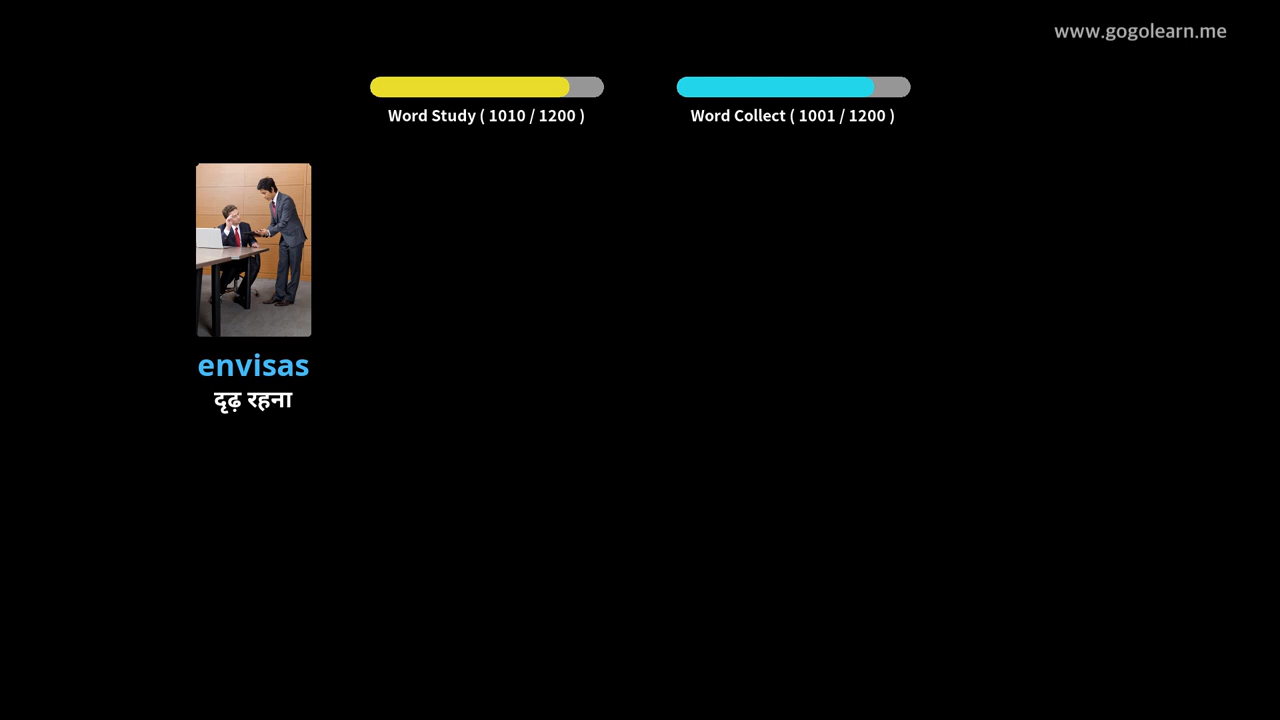 www.gogolearn.me
Word Study ( 1010 / 1200 )
Word Collect ( 1001 / 1200 )
envisas
दृढ़ रहना